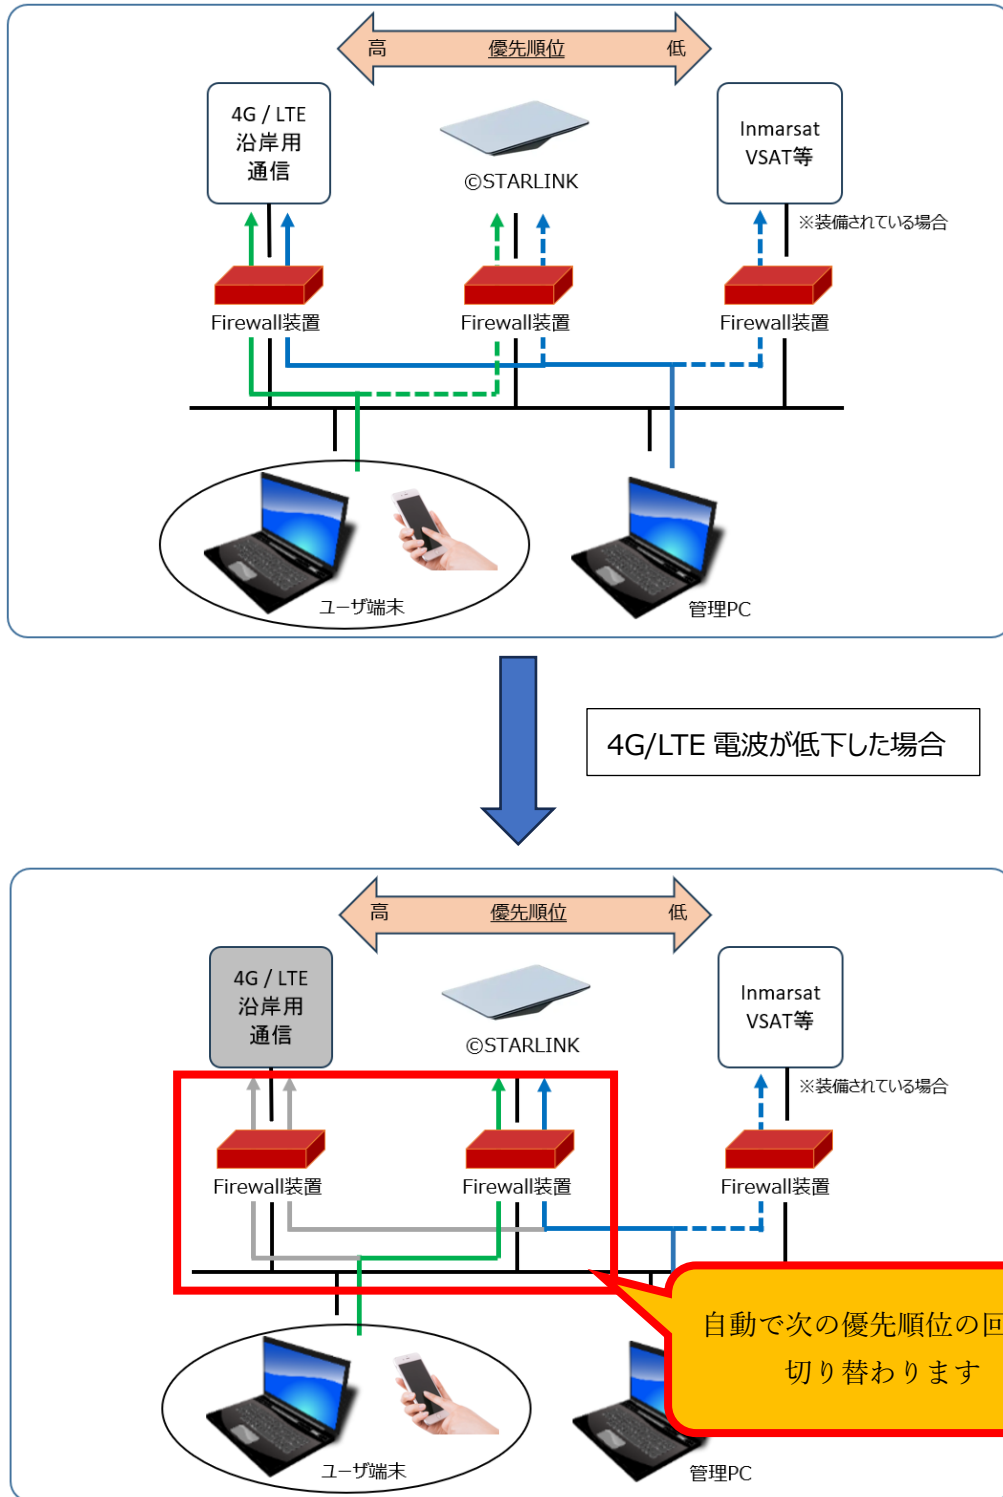 高 優先順位 低
4G / LTE
沿岸用
通信
©STARLINK
Inmarsat
VSAT等
※装備されている場合
Firewall装置
Firewall装置
Firewall装置
ユーザ端末
管理PC
4G/LTE 電波が低下した場合
高 優先順位 低
4G / LTE
沿岸用
通信
©STARLINK
Inmarsat
VSAT等
※装備されている場合
Firewall装置
Firewall装置
Firewall装置
自動で次の優先順位の回
切り替わります
ユーザ端末
管理PC